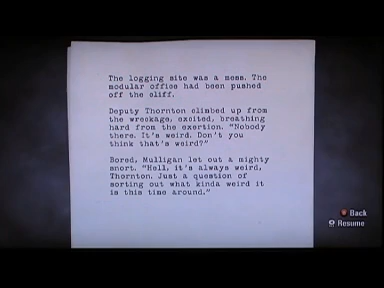 The logging site was a mess. The
modular office had been pushed
off the cliff.
Deputy Thornton climbed up from
the wreckage, excited, breathing
hard from the exertion. "Nobody
there. It's weird. Don't you
think that's weird?"
Bored, Mulligan let out a mighty
snort. "Hell, it's always weird,
Thornton. Just a question of
sorting out what kinda weird it
is this time around."
Back
Resume